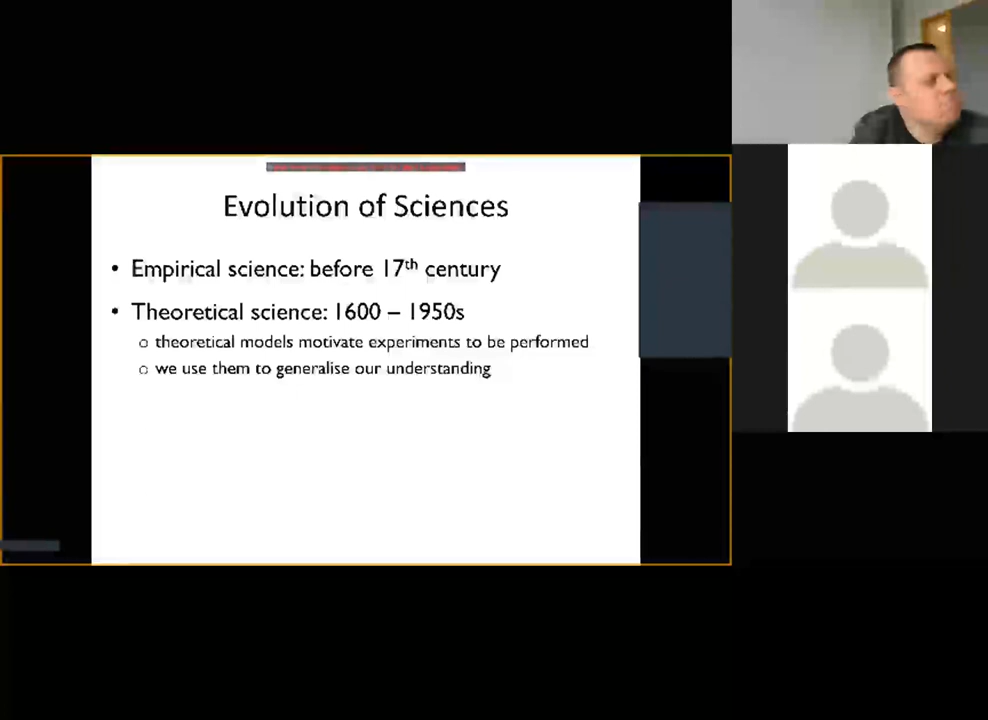 Evolution of Sciences
• Empirical science: before 17th century
• Theoretical science: 1600 – 1950s
o theoretical models motivate experiments to be performed
o we use them to generalise our understanding